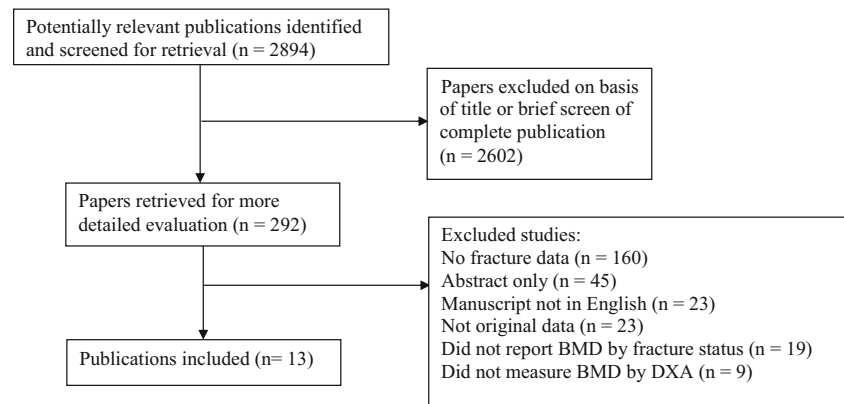 Potentially relevant publications identified
and screened for retrieval (n = 2894)
Papers excluded on basis
of title or brief screen of
complete publication
(n = 2602)
Papers retrieved for more
detailed evaluation (n = 292)
Excluded studies:
No fracture data (n = 160)
Abstract only (n = 45)
Manuscript not in English (n = 23)
Not original data (n = 23)
Did not report BMD by fracture status (n = 19)
Did not measure BMD by DXA (n = 9)
Publications included (n= 13)